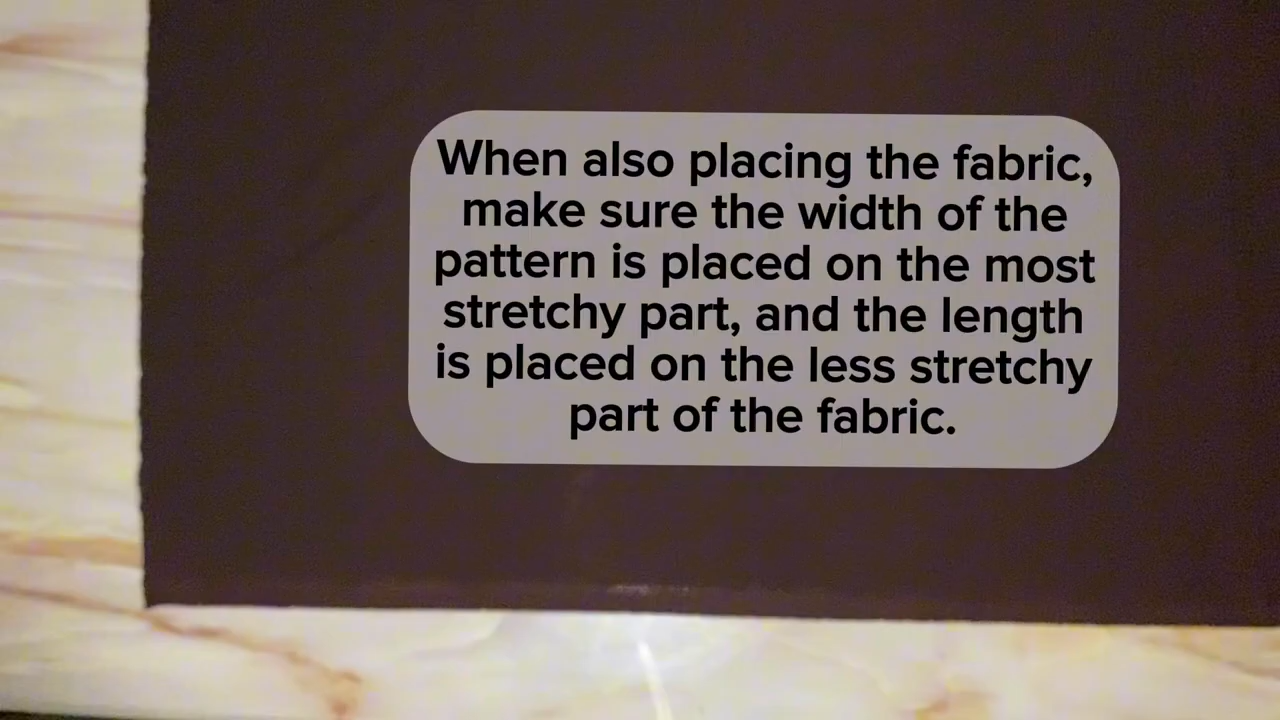 When also placing the fabric,
make sure the width of the
pattern is placed on the most
stretchy part, and the length
is placed on the less stretchy
part of the fabric.